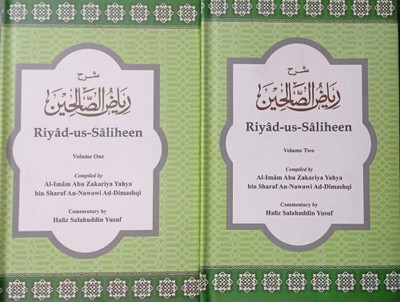 شرح
رياض الصالحين
Riyâd-us-Sâliheen
Volume One
Compiled by
Al-Imâm Abu Zakariya Yahya
bin Sharaf An-Nawawi Ad-Dimashqi
Commentary by
Hafiz Salahuddin Yusuf
شرح
رياض الصالحين
Riyâd-us-Sâliheen
Volume Two
Compiled by
Al-Imâm Abu Zakariya Yahya
bin Sharaf An-Nawawi Ad-Dimashqi
Commentary by
Hafiz Salahuddin Yusuf